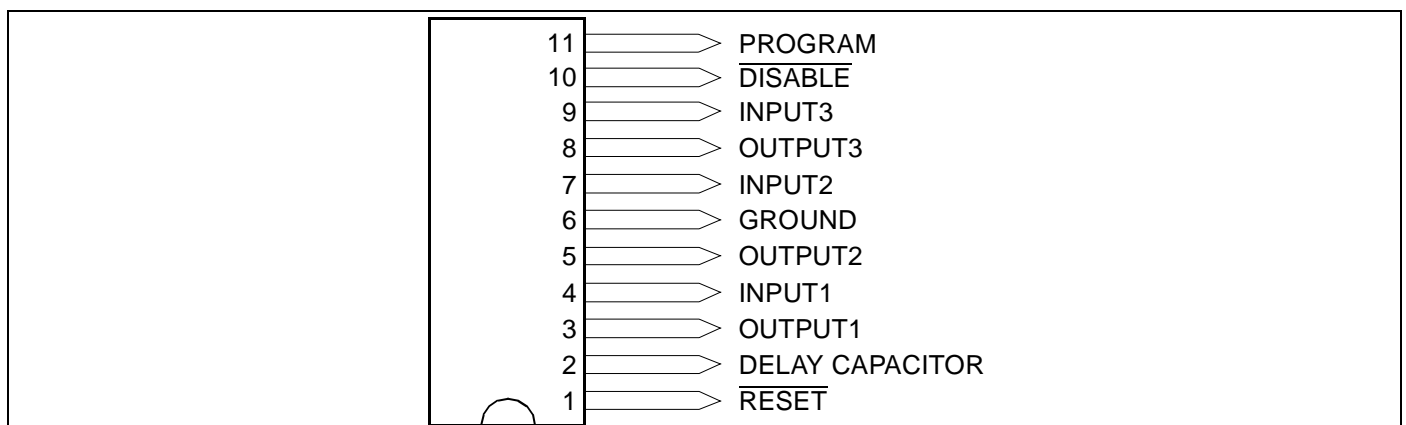 11 PROGRAM
10 DISABLE
9 INPUT3
8 OUTPUT3
7 INPUT2
6 GROUND
5 OUTPUT2
4 INPUT1
3 OUTPUT1
2 DELAY CAPACITOR
1 RESET